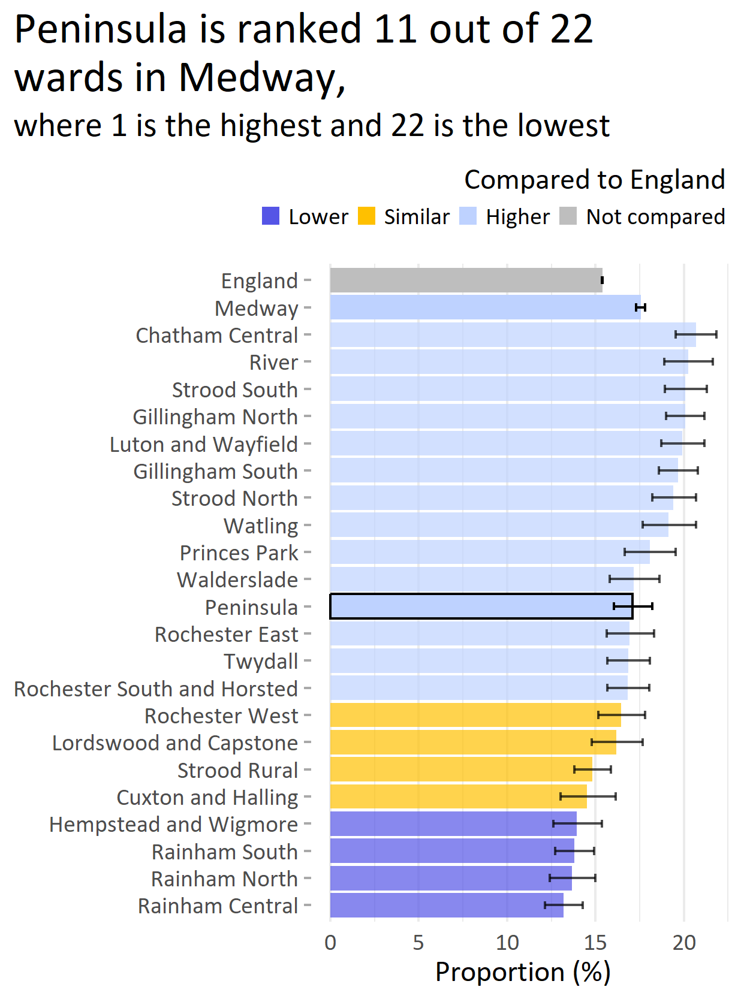 Peninsula is ranked 11 out of 22
wards in Medway,
where 1 is the highest and 22 is the lowest
Compared to England
Lower Similar Higher Not compared
England
Medway
Chatham Central
River
Strood South
Gillingham North
Luton and Wayfield
Gillingham South
Strood North
Watling
Princes Park
Walderslade
Peninsula
Rochester East
Twydall
Rochester South and Horsted
Rochester West
Lordswood and Capstone
Strood Rural
Cuxton and Halling
Hempstead and Wigmore
Rainham South
Rainham North
Rainham Central
0 5 10 15 20
Proportion (%)